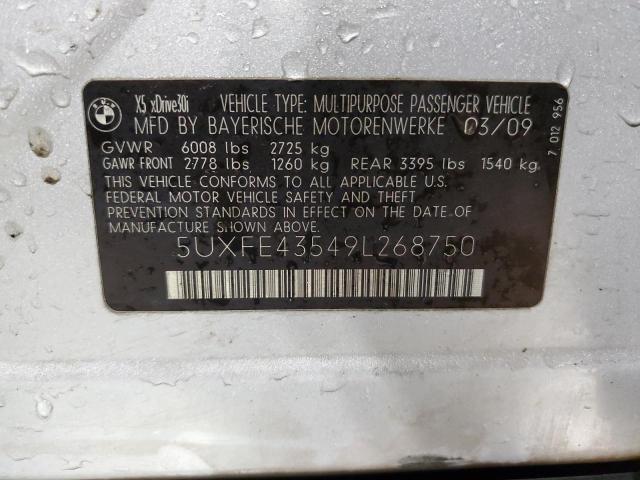 BMW
X5 xDrive30i VEHICLE TYPE: MULTIPURPOSE PASSENGER VEHICLE
MFD BY BAYERISCHE MOTORENWERKE 03/09
GVWR 6008 lbs 2725 kg
GAWR FRONT 2778 lbs 1260 kg REAR 3395 lbs 1540 kg
THIS VEHICLE CONFORMS TO ALL APPLICABLE U.S.
FEDERAL MOTOR VEHICLE SAFETY AND THEFT
PREVENTION STANDARDS IN EFFECT ON THE DATE
OF MANUFACTURE SHOWN ABOVE.
5UXFE43549L268750
7 012 956